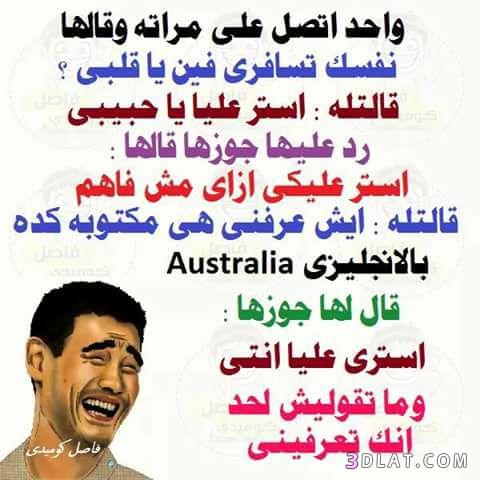 واحد اتصل على مراته وقالها
نفسك تسافرى فين يا قلبى ؟
قالتله : استر عليا يا حبيبى
رد عليها جوزها قالها :
استر عليكى ازاى مش فاهم
قالتله : ايش عرفنى هى مكتوبه كده
بالانجليزى Australia
قال لها جوزها :
استرى عليا انتى
وما تقوليش لحد
انك تعرفينى
فاصل كوميدى
3DLAT.COM